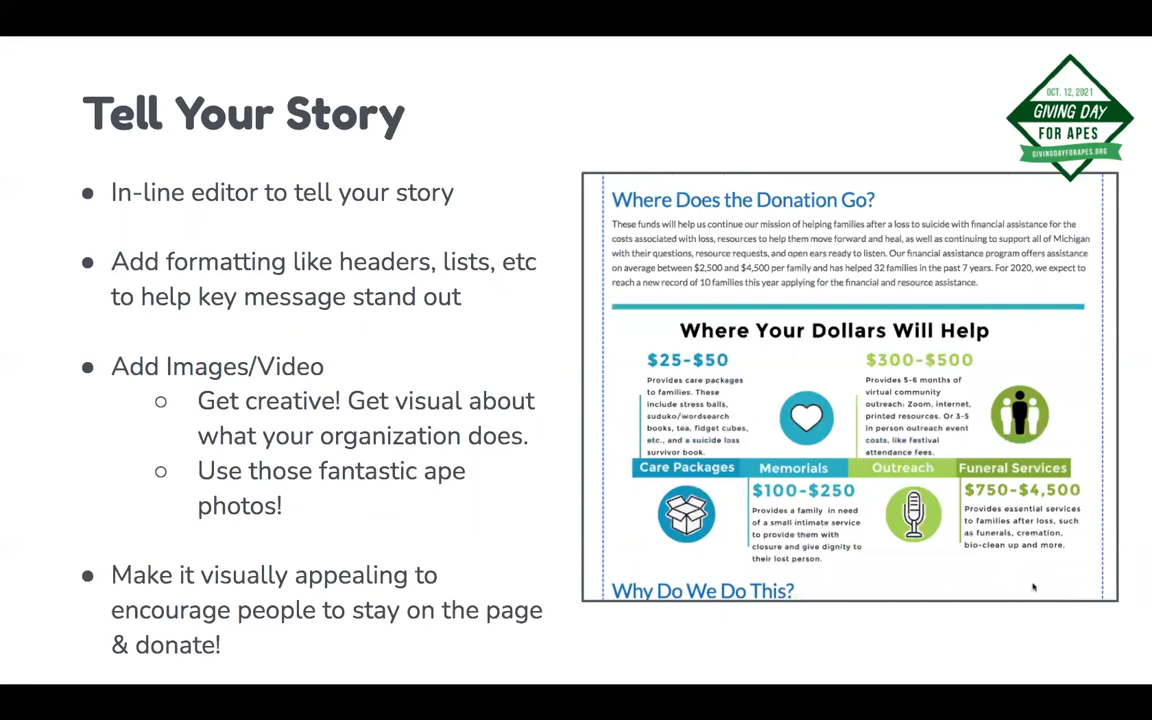 Tell Your Story
In-line editor to tell your story
Add formatting like headers, lists, etc
to help key message stand out
Add Images/Video
Get creative! Get visual about
what your organization does.
Use those fantastic ape
photos!
Make it visually appealing to
encourage people to stay on the page
& donate!
OCT. 12, 2021
GIVING DAY
FOR APES
GIVINGDAYFORAPES.ORG
Where Does the Donation Go?
These funds will help us continue our mission of helping families after a loss to suicide with financial assistance for the
costs associated with loss, resources to help them move forward and heal, as well as continuing to support all of Michigan
with their questions, resource requests, and open ears ready to listen. Our financial assistance program offers assistance
on average between $2,500 and $4,500 per family and has helped 32 families in the past 7 years. For 2020, we expect to
reach a new record of 10 families this year applying for the financial and resource assistance.
Where Your Dollars Will Help
$25-$50
Provides care packages
to families. These
include stress balls,
suduko/wordsearch
books, tea, fidget cubes,
etc., and a suicide loss
survivor book.
$300-$500
Provides 5-6 months of
virtual community
outreach: Zoom, internet,
printed resources. Or 3-5
in person outreach event
costs, like festival
attendance fees.
Care Packages
Memorials
Outreach
Funeral Services
$100-$250
Provides a family in need
of a small intimate service
to provide them with
closure and give dignity to
their lost person.
$750-$4,500
Provides essential services
to families after loss, such
as funerals, cremation,
bio-clean up and more.
Why Do We Do This?